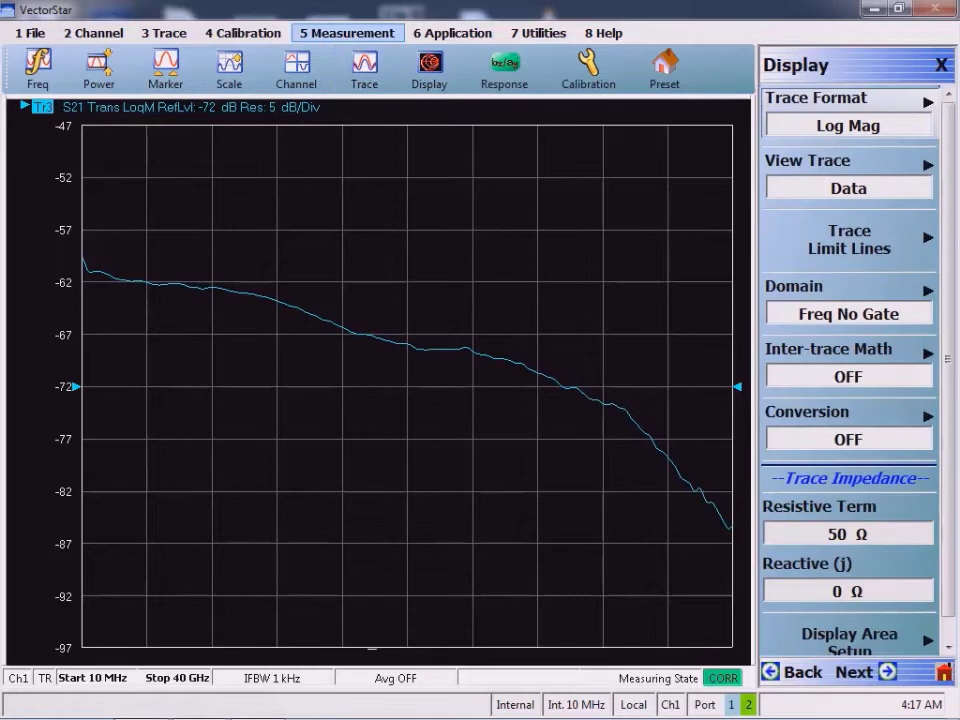 VectorStar
1 File 2 Channel 3 Trace 4 Calibration 5 Measurement 6 Application 7 Utilities 8 Help
Freq Power Marker Scale Channel Trace Display Response Calibration Preset
Tr3 S21 Trans LogM RefLvl: -72 dB Res: 5 dB/Div
-47
-52
-57
-62
-67
-72
-77
-82
-87
-92
-97
Display X
Trace Format
Log Mag
View Trace
Data
Trace
Limit Lines
Domain
Freq No Gate
Inter-trace Math
OFF
Conversion
OFF
--Trace Impedance--
Resistive Term
50 Ω
Reactive (j)
0 Ω
Display Area
Setup
Back Next
Ch1 TR Start 10 MHz Stop 40 GHz IFBW 1 kHz Avg OFF Measuring State CORR
Internal Int. 10 MHz Local Ch1 Port 1 2 4:17 AM